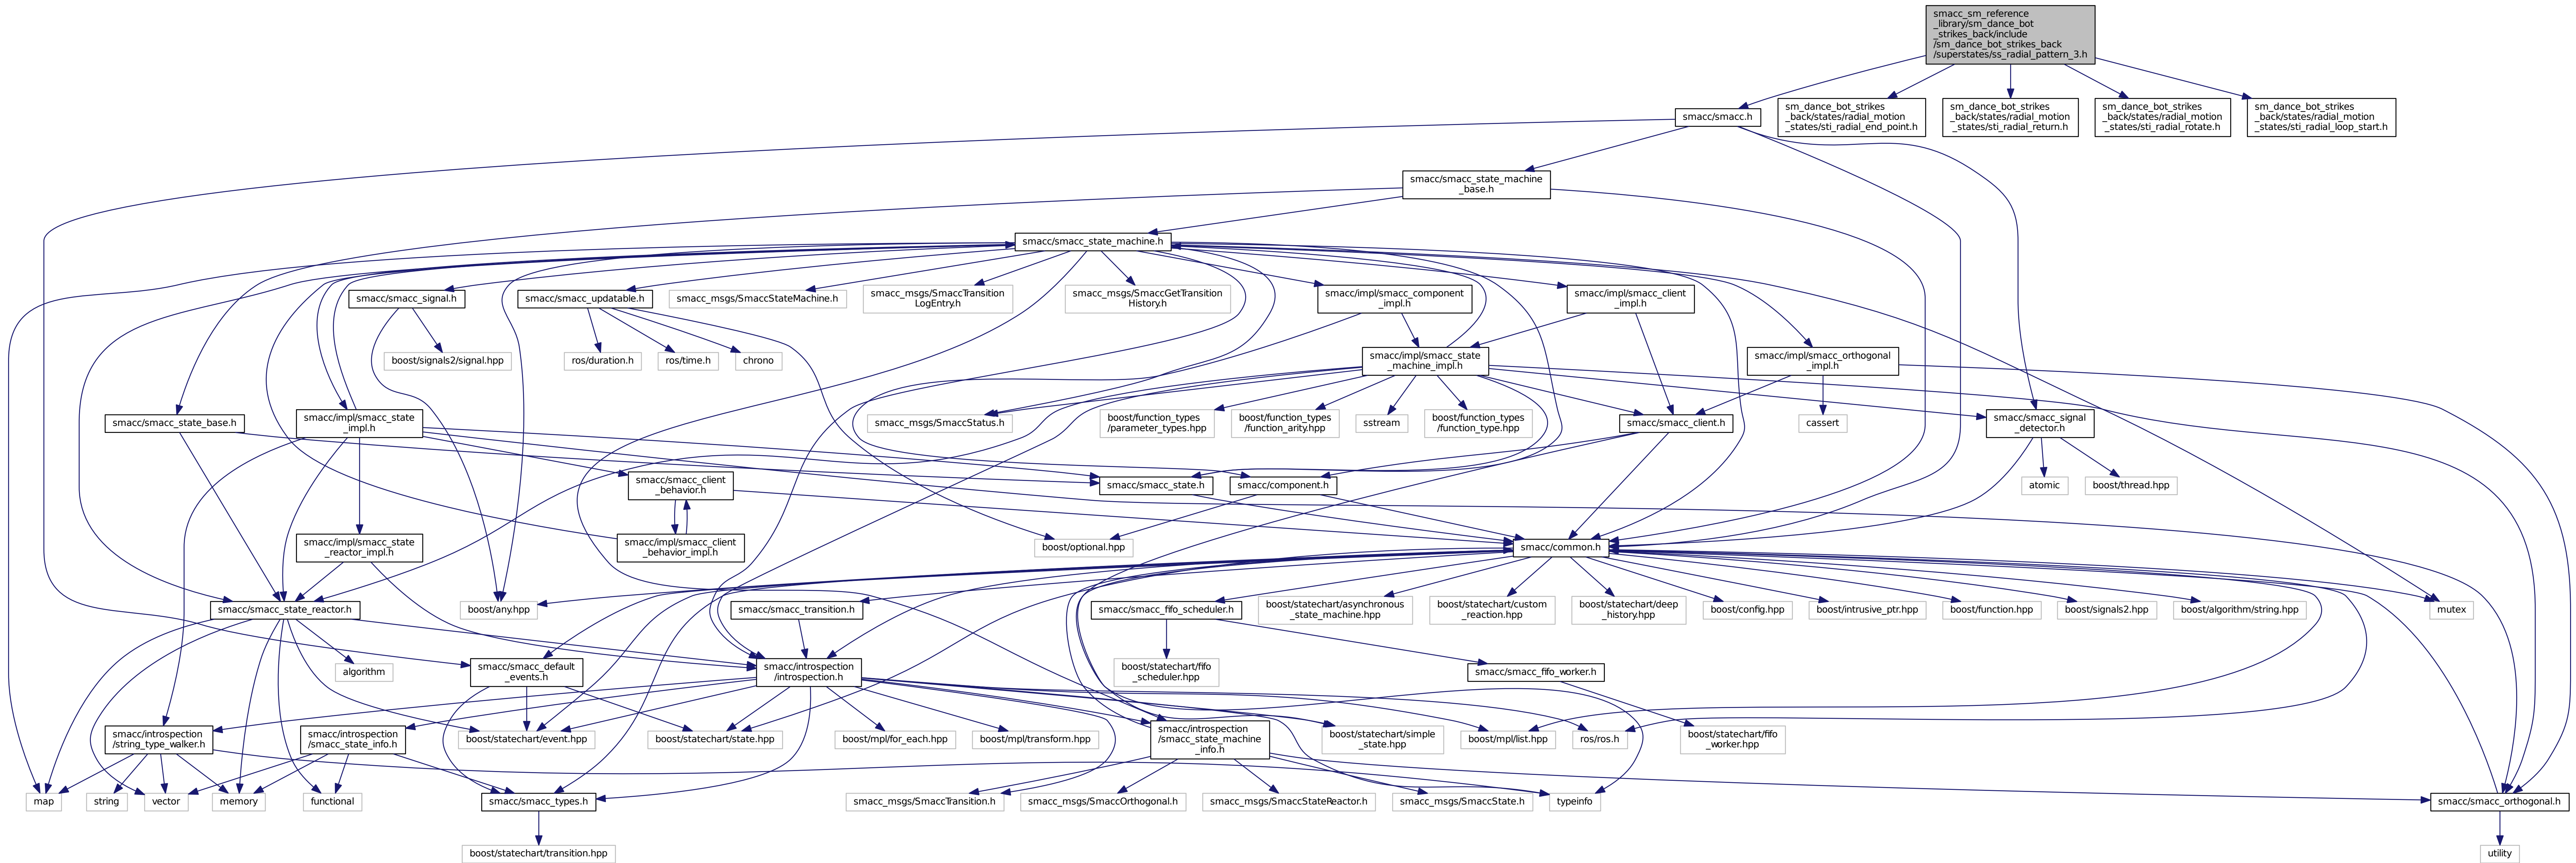 smacc_sm_reference
_library/sm_dance_bot
_strikes_back/include
/sm_dance_bot_strikes_back
/superstates/ss_radial_pattern_3.h
smacc/smacc.h
sm_dance_bot_strikes
_back/states/radial_motion
_states/sti_radial_end_point.h
sm_dance_bot_strikes
_back/states/radial_motion
_states/sti_radial_return.h
sm_dance_bot_strikes
_back/states/radial_motion
_states/sti_radial_rotate.h
sm_dance_bot_strikes
_back/states/radial_motion
_states/sti_radial_loop_start.h
smacc/smacc_state_machine
_base.h
smacc/smacc_state_machine.h
smacc/smacc_signal.h
smacc/smacc_updatable.h
smacc_msgs/SmaccStateMachine.h
smacc_msgs/SmaccTransition
LogEntry.h
smacc_msgs/SmaccGetTransition
History.h
smacc/impl/smacc_component
_impl.h
smacc/impl/smacc_client
_impl.h
boost/signals2/signal.hpp
ros/duration.h
ros/time.h
chrono
smacc/impl/smacc_state
_machine_impl.h
smacc/impl/smacc_orthogonal
_impl.h
smacc/smacc_state_base.h
smacc/impl/smacc_state
_impl.h
smacc_msgs/SmaccStatus.h
boost/function_types
/parameter_types.hpp
boost/function_types
/function_arity.hpp
sstream
boost/function_types
/function_type.hpp
smacc/smacc_client.h
cassert
smacc/smacc_signal
_detector.h
smacc/smacc_client
_behavior.h
smacc/smacc_state.h
smacc/component.h
atomic
boost/thread.hpp
smacc/impl/smacc_state
_reactor_impl.h
smacc/impl/smacc_client
_behavior_impl.h
boost/optional.hpp
smacc/common.h
smacc/smacc_state_reactor.h
boost/any.hpp
smacc/smacc_transition.h
smacc/smacc_fifo_scheduler.h
boost/statechart/asynchronous
_state_machine.hpp
boost/statechart/custom
_reaction.hpp
boost/statechart/deep
_history.hpp
boost/config.hpp
boost/intrusive_ptr.hpp
boost/function.hpp
boost/signals2.hpp
boost/algorithm/string.hpp
mutex
algorithm
smacc/smacc_default
_events.h
smacc/introspection
/introspection.h
boost/statechart/fifo
_scheduler.hpp
smacc/smacc_fifo_worker.h
smacc/introspection
/string_type_walker.h
smacc/introspection
/smacc_state_info.h
boost/statechart/event.hpp
boost/statechart/state.hpp
boost/mpl/for_each.hpp
boost/mpl/transform.hpp
smacc/introspection
/smacc_state_machine
_info.h
boost/statechart/simple
_state.hpp
boost/mpl/list.hpp
ros/ros.h
boost/statechart/fifo
_worker.hpp
map
string
vector
memory
functional
smacc/smacc_types.h
smacc_msgs/SmaccTransition.h
smacc_msgs/SmaccOrthogonal.h
smacc_msgs/SmaccStateReactor.h
smacc_msgs/SmaccState.h
typeinfo
smacc/smacc_orthogonal.h
boost/statechart/transition.hpp
utility